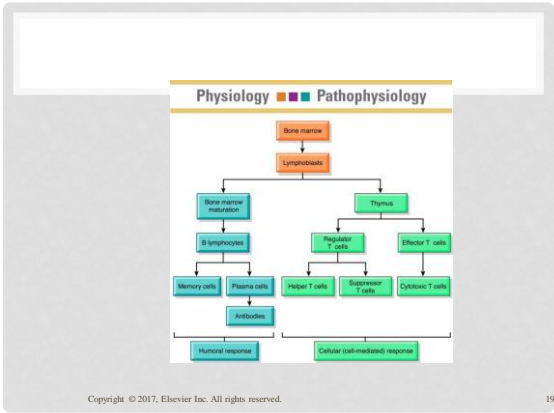 Physiology Pathophysiology
Bone marrow
Lymphoblasts
Bone marrow
maturation
Thymus
B lymphocytes
Regulator
T cells
Effector T cells
Memory cells
Plasma cells
Helper T cells
Suppressor
T cells
Cytotoxic T cells
Antibodies
Humoral response
Cellular (cell-mediated) response
Copyright © 2017, Elsevier Inc. All rights reserved.
19